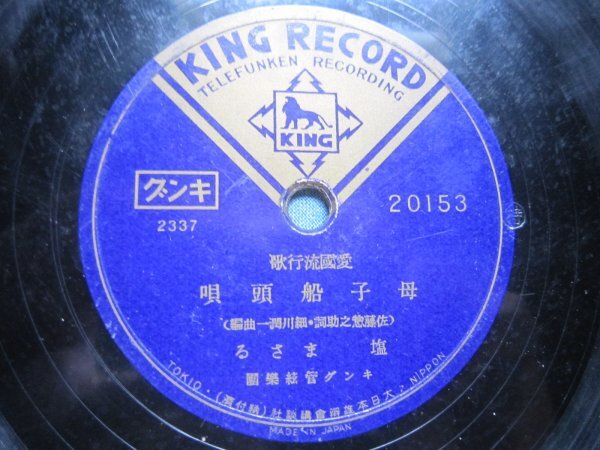 KING RECORD
TELEFUNKEN RECORDING
KING
キング
2337
20153
愛國流行歌
母子船頭唄
(佐藤惣之助詞・細川潤一曲編)
塩 まさる
キング管絃樂團
NIPPON・大日本雄辯會講談社・TOKIO
MADE IN JAPAN